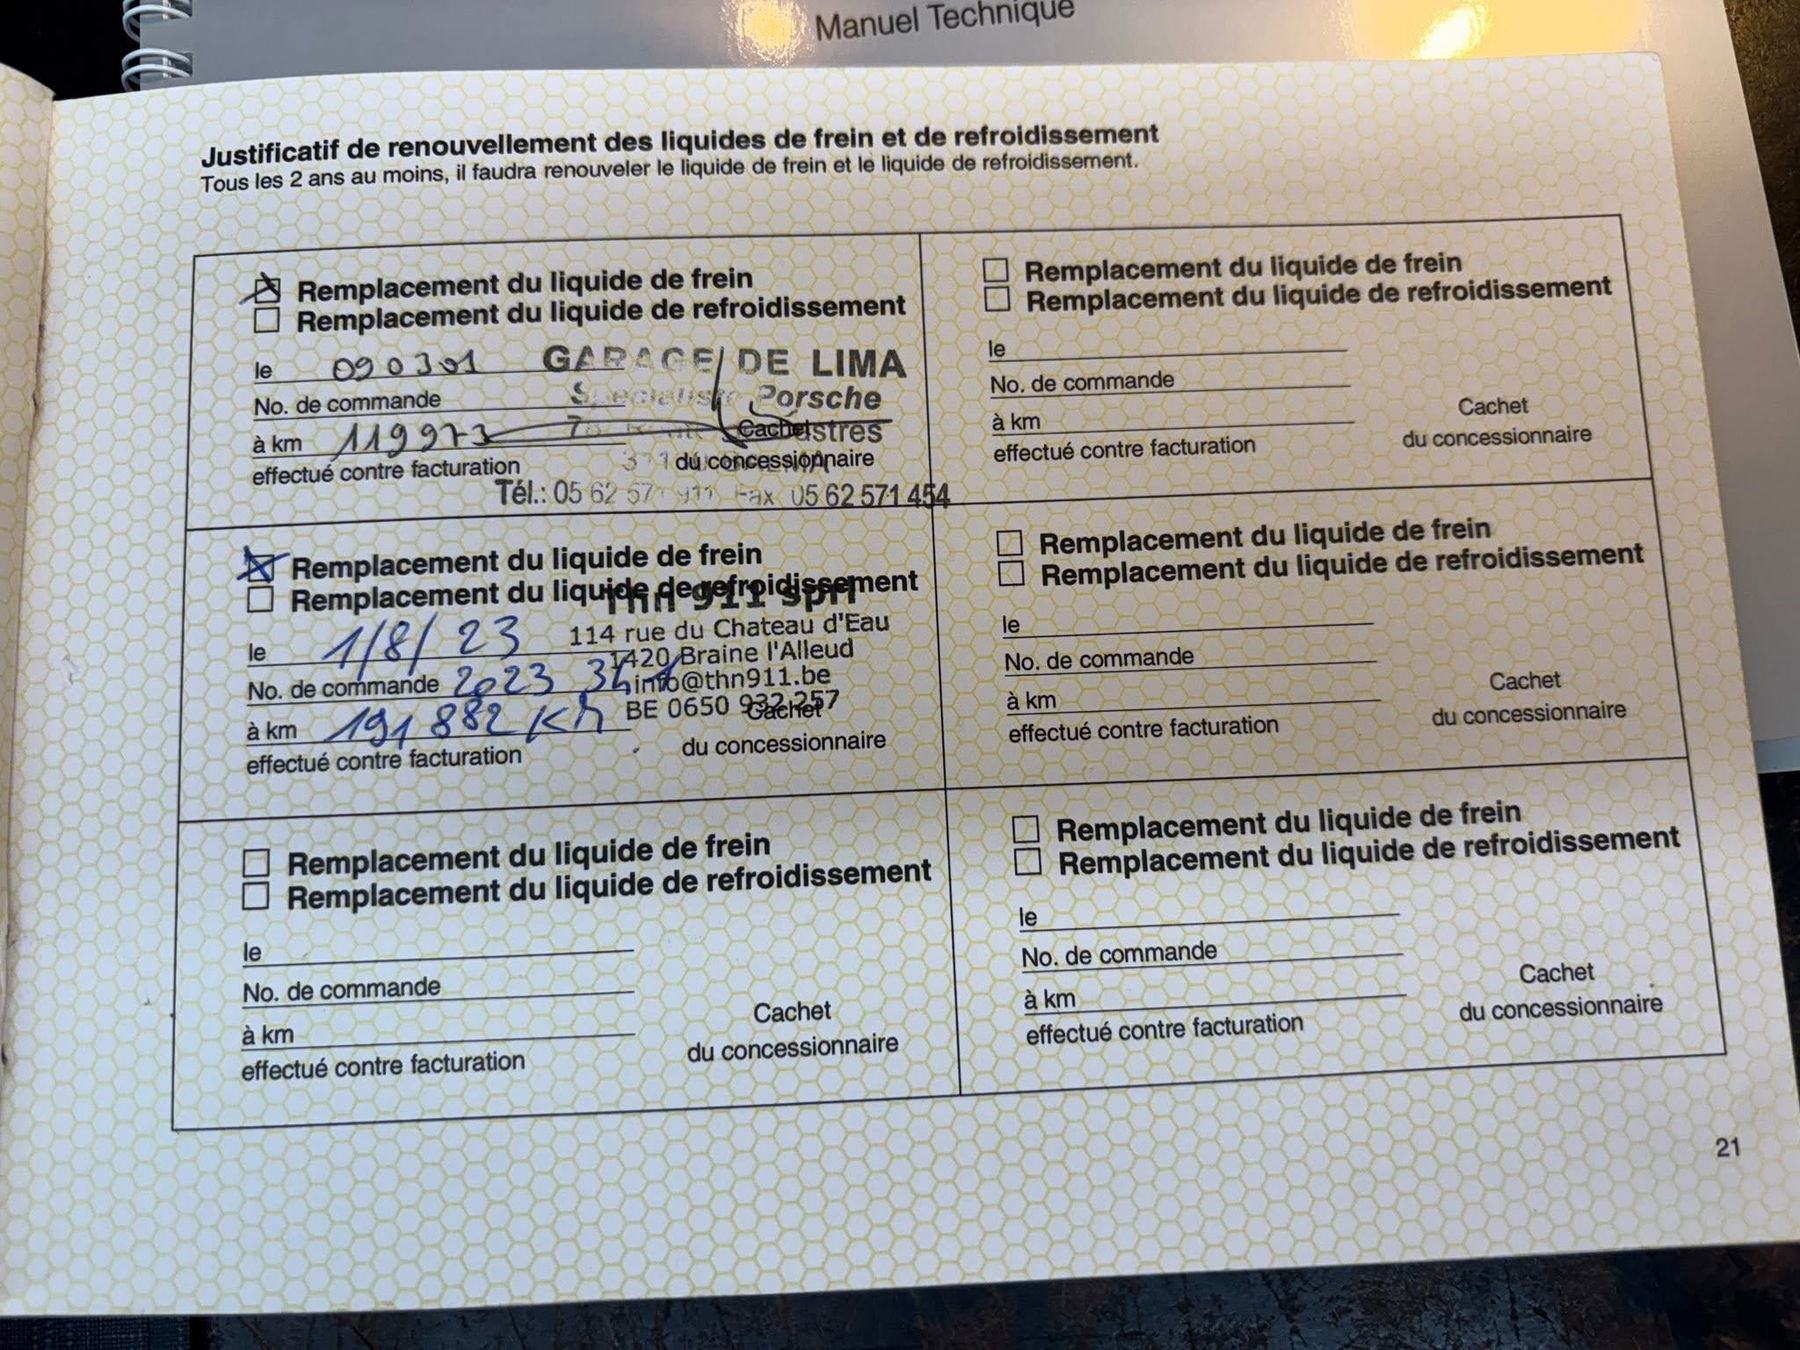 Manuel Technique
Justificatif de renouvellement des liquides de frein et de refroidissement
Tous les 2 ans au moins, il faudra renouveler le liquide de frein et le liquide de refroidissement.
Remplacement du liquide de frein
Remplacement du liquide de refroidissement
le 090301
No. de commande
à km 119973
effectué contre facturation
GARAGE DE LIMA
Spécialiste Porsche
Cachet
du concessionnaire
Tél.: 05 62 571 911 Fax 05 62 571 454
Remplacement du liquide de frein
Remplacement du liquide de refroidissement
le 1/8/23
No. de commande 2023
à km 191 882 Km
effectué contre facturation
Thn 911 sprl
114 rue du Chateau d'Eau
1420 Braine l'Alleud
info@thn911.be
BE 0650 932 257
Cachet
du concessionnaire
Remplacement du liquide de frein
Remplacement du liquide de refroidissement
le
No. de commande
à km
effectué contre facturation
Cachet
du concessionnaire
Remplacement du liquide de frein
Remplacement du liquide de refroidissement
le
No. de commande
à km
effectué contre facturation
Cachet
du concessionnaire
Remplacement du liquide de frein
Remplacement du liquide de refroidissement
le
No. de commande
à km
effectué contre facturation
Cachet
du concessionnaire
Remplacement du liquide de frein
Remplacement du liquide de refroidissement
le
No. de commande
à km
effectué contre facturation
Cachet
du concessionnaire
21